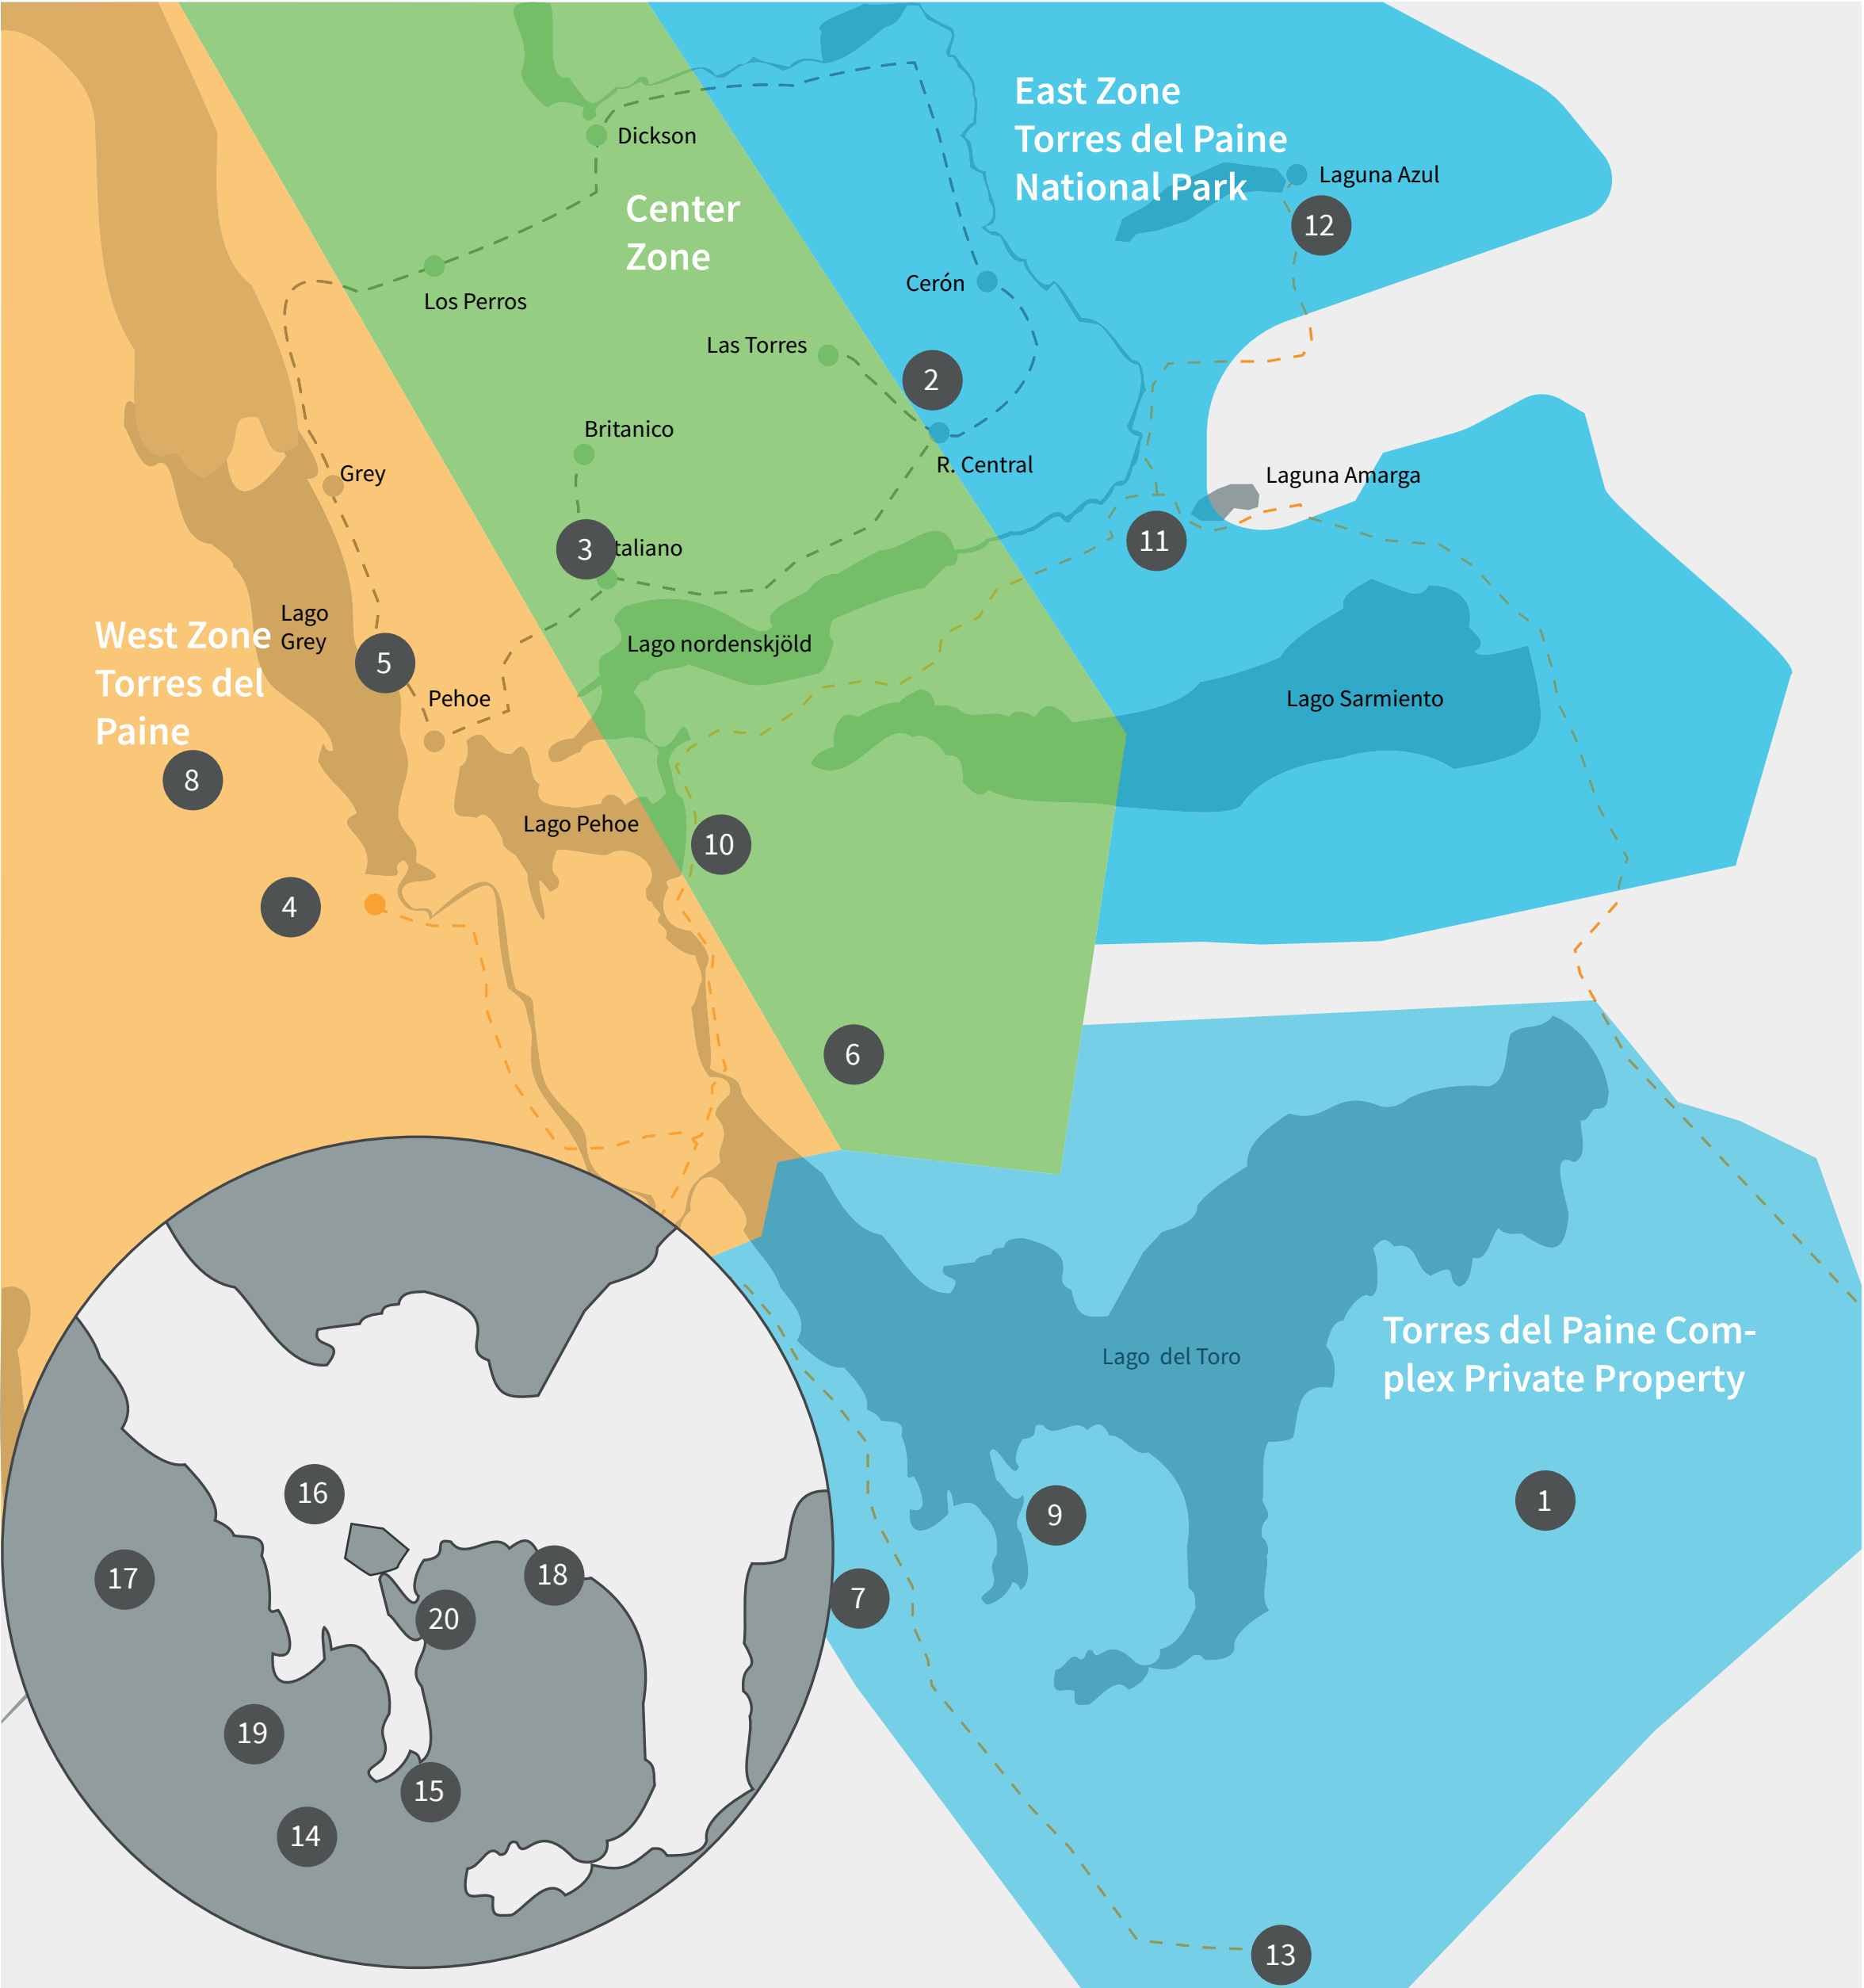 East Zone
Torres del Paine
National Park
Dickson
Laguna Azul
Center
Zone
12
Cerón
Los Perros
Las Torres
2
Britanico
R. Central
Grey
Laguna Amarga
3
taliano
11
Lago
Grey
West Zone
Torres del
Paine
Lago nordenskjöld
5
Pehoe
Lago Sarmiento
8
Lago Pehoe
10
4
6
Torres del Paine Com-
plex Private Property
Lago del Toro
16
9
1
17
18
7
20
19
15
14
13